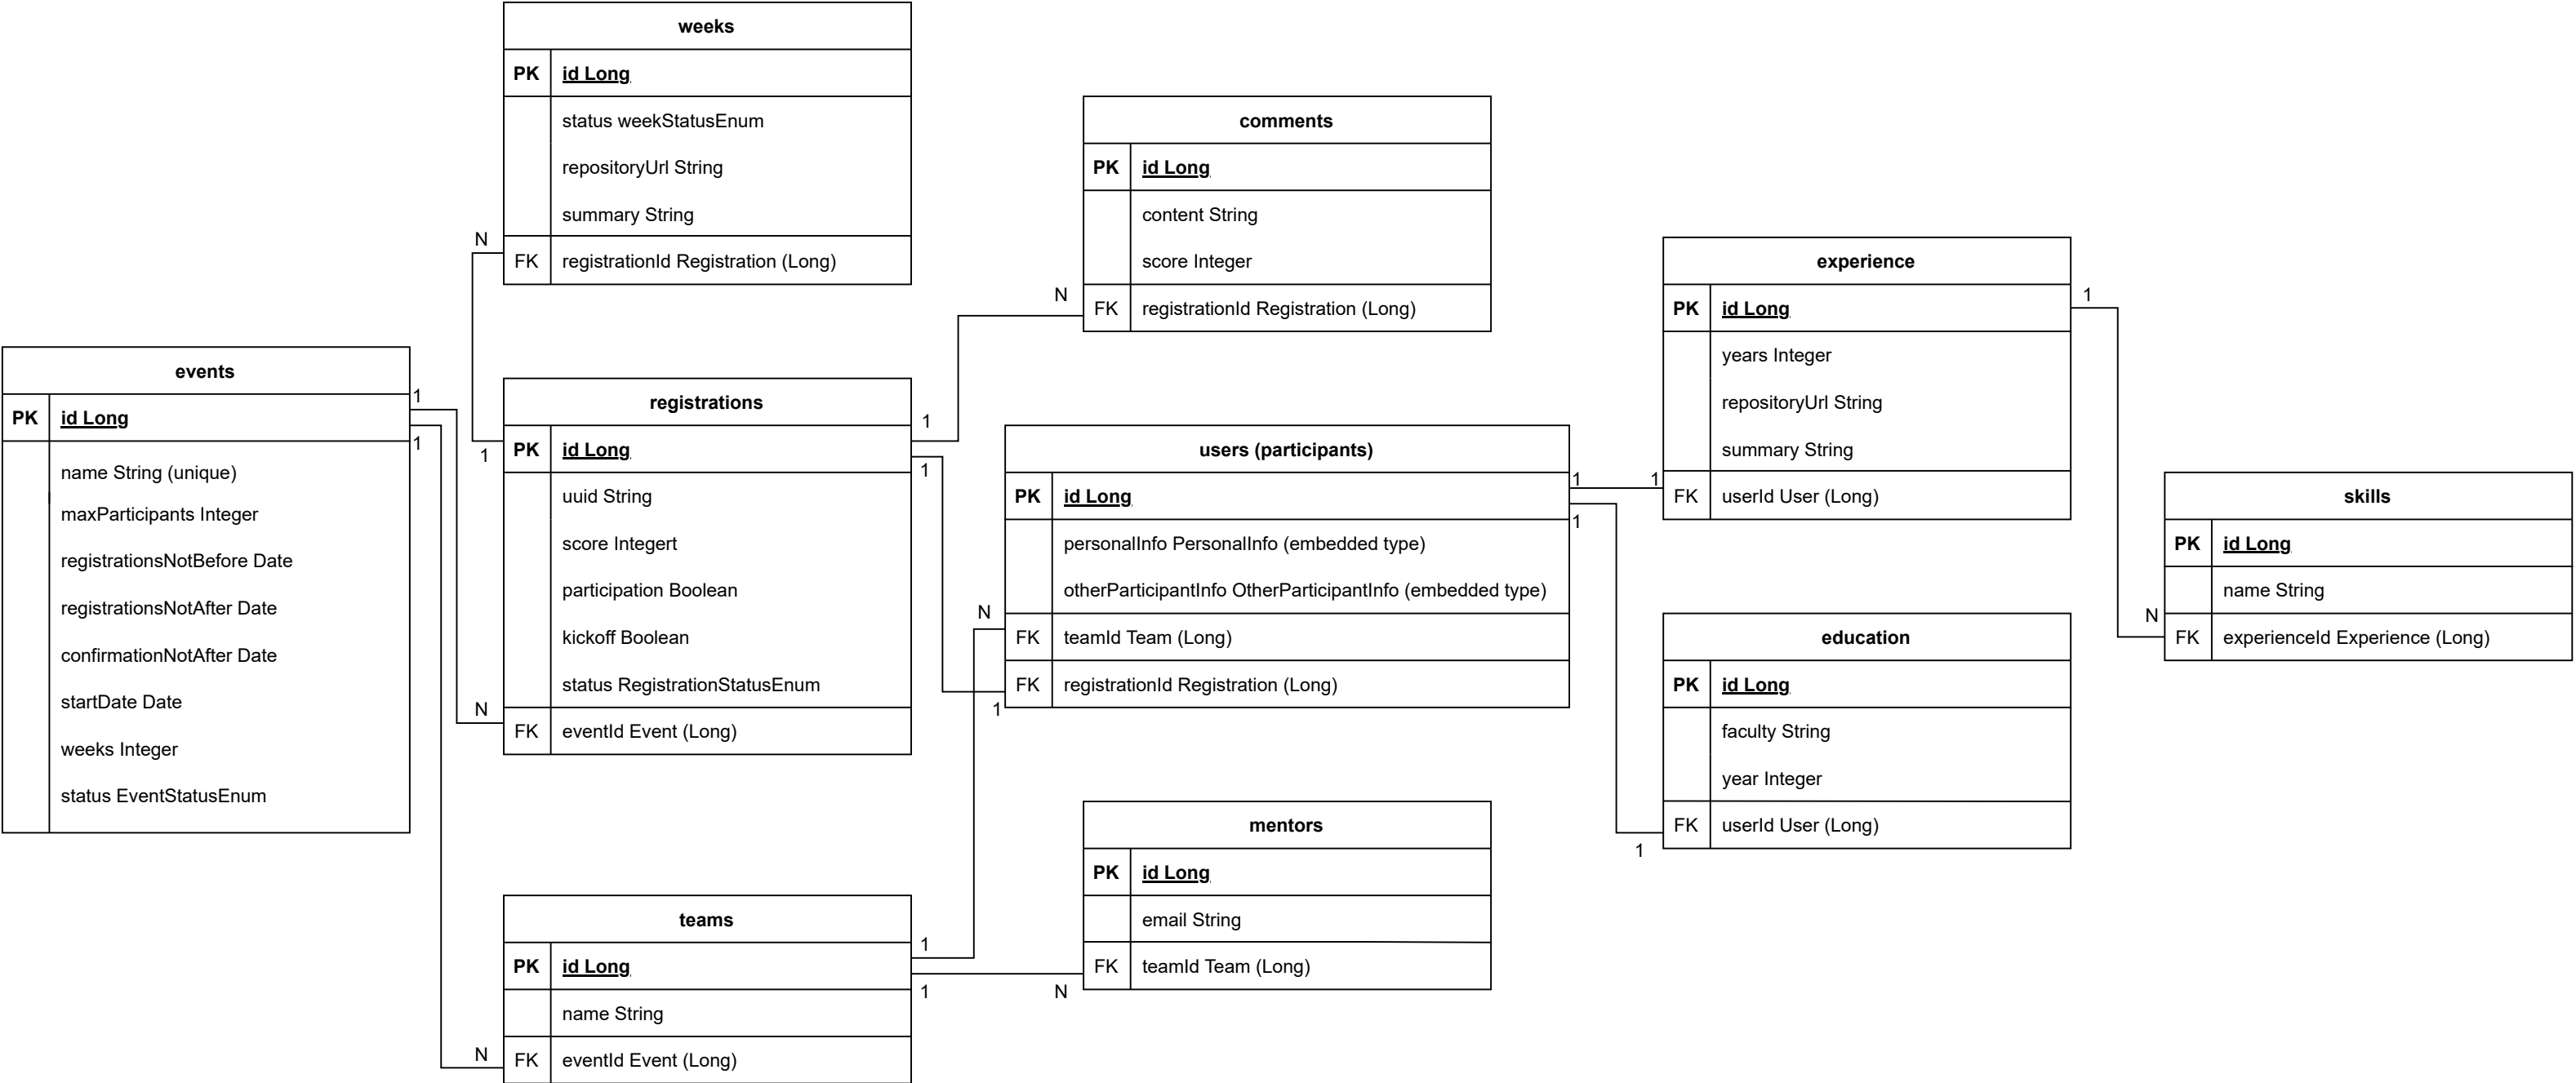 weeks
PK id Long
status weekStatusEnum
repositoryUrl String
summary String
N
FK registrationId Registration (Long)
comments
PK id Long
content String
score Integer
N
FK registrationId Registration (Long)
experience
PK id Long
1
years Integer
repositoryUrl String
summary String
1 1
FK userId User (Long)
events
1
PK id Long
1
name String (unique)
maxParticipants Integer
registrationsNotBefore Date
registrationsNotAfter Date
confirmationNotAfter Date
startDate Date
weeks Integer
status EventStatusEnum
registrations
1
1
PK id Long
1
uuid String
score Integert
participation Boolean
kickoff Boolean
status RegistrationStatusEnum
N
FK eventId Event (Long)
users (participants)
PK id Long
1
personalInfo PersonalInfo (embedded type)
otherParticipantInfo OtherParticipantInfo (embedded type)
N
FK teamId Team (Long)
FK registrationId Registration (Long)
1
skills
PK id Long
name String
N
FK experienceId Experience (Long)
education
PK id Long
faculty String
year Integer
FK userId User (Long)
1
mentors
PK id Long
email String
FK teamId Team (Long)
N
teams
1
PK id Long
1
name String
N
FK eventId Event (Long)